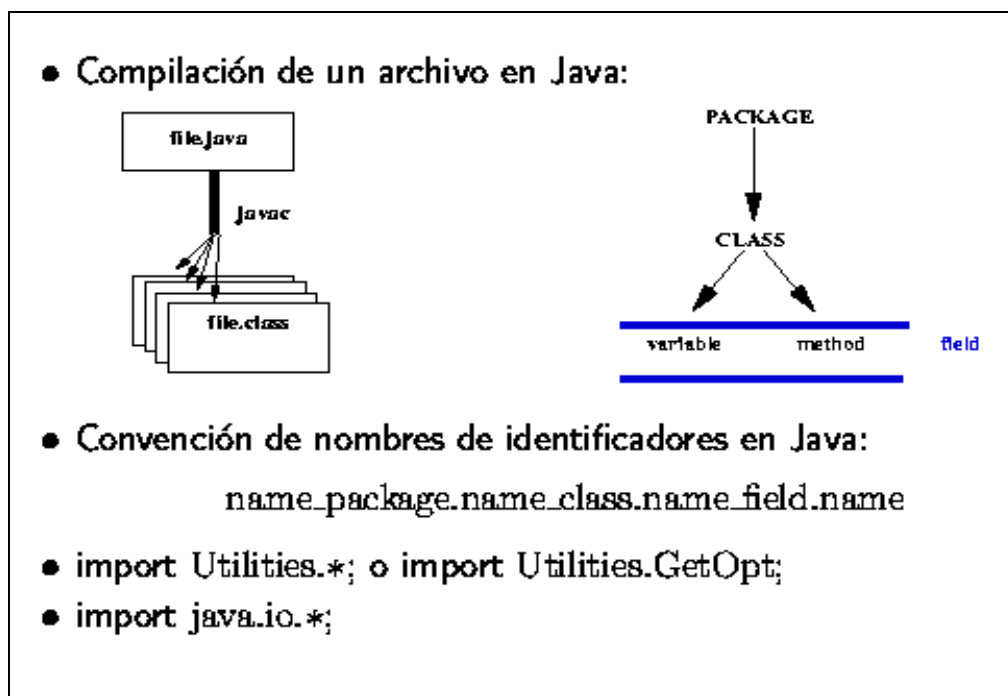 • Compilación de un archivo en Java:
file.Java
Javac
file.class
PACKAGE
CLASS
variable method field
• Convención de nombres de identificadores en Java:
name_package.name_class.name_field.name
• import Utilities.*; o import Utilities.GetOpt;
• import java.io.*;